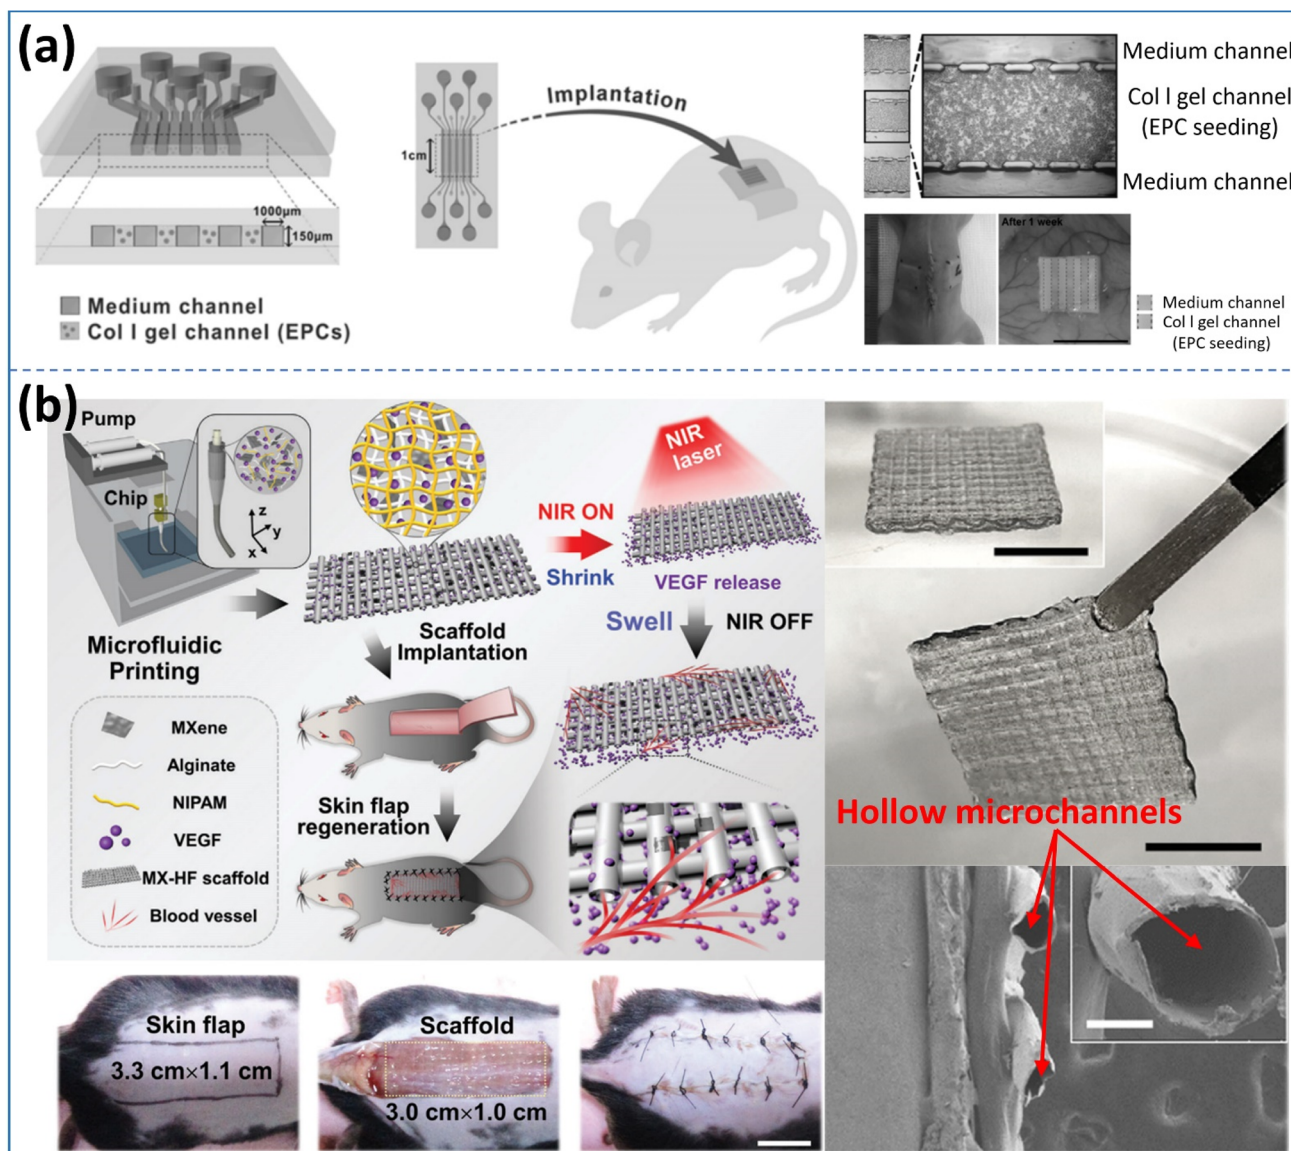 (a)
1000μm
150μm
Medium channel
Col I gel channel (EPCs)
1cm
Implantation
Medium channel
Col I gel channel
(EPC seeding)
Medium channel
After 1 week
Medium channel
Col I gel channel
(EPC seeding)
(b)
Pump
Chip
z
y
x
Microfluidic
Printing
NIR ON
Shrink
NIR
laser
VEGF release
Swell
NIR OFF
Scaffold
Implantation
Skin flap
regeneration
MXene
Alginate
NIPAM
VEGF
MX-HF scaffold
Blood vessel
Hollow microchannels
Skin flap
3.3 cm×1.1 cm
Scaffold
3.0 cm×1.0 cm